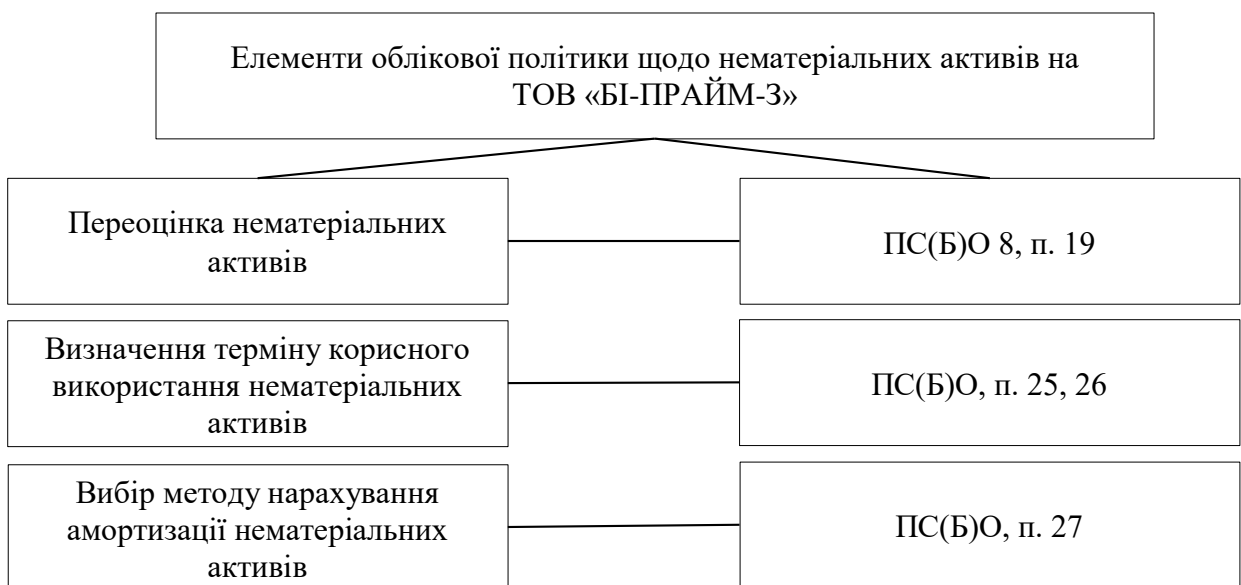 Елементи облікової політики щодо нематеріальних активів на
ТОВ «БІ-ПРАЙМ-З»
Переоцінка нематеріальних
активів
ПС(Б)О 8, п. 19
Визначення терміну корисного
використання нематеріальних
активів
ПС(Б)О, п. 25, 26
Вибір методу нарахування
амортизації нематеріальних
активів
ПС(Б)О, п. 27